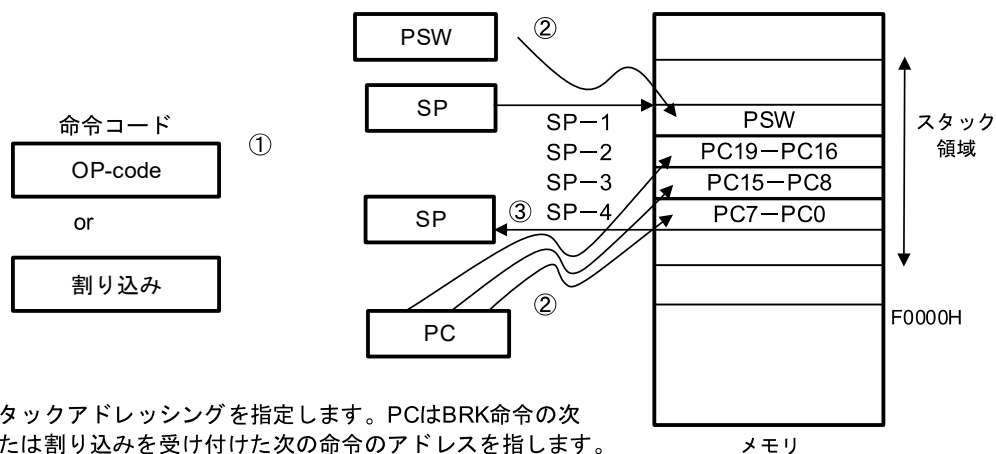 PSW
②
SP
命令コード
①
OP-code
or
割り込み
SP－1
SP－2
SP－3
SP－4
SP
③
②
PC
PSW
PC19－PC16
PC15－PC8
PC7－PC0
スタック
領域
F0000H
メモリ
タックアドレッシングを指定します。PCはBRK命令の次
たは割り込みを受け付けた次の命令のアドレスを指します。